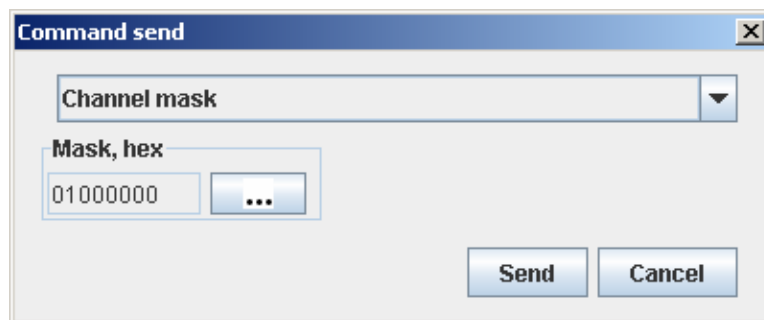 Command send
Channel mask
Mask, hex
01000000
...
Send Cancel